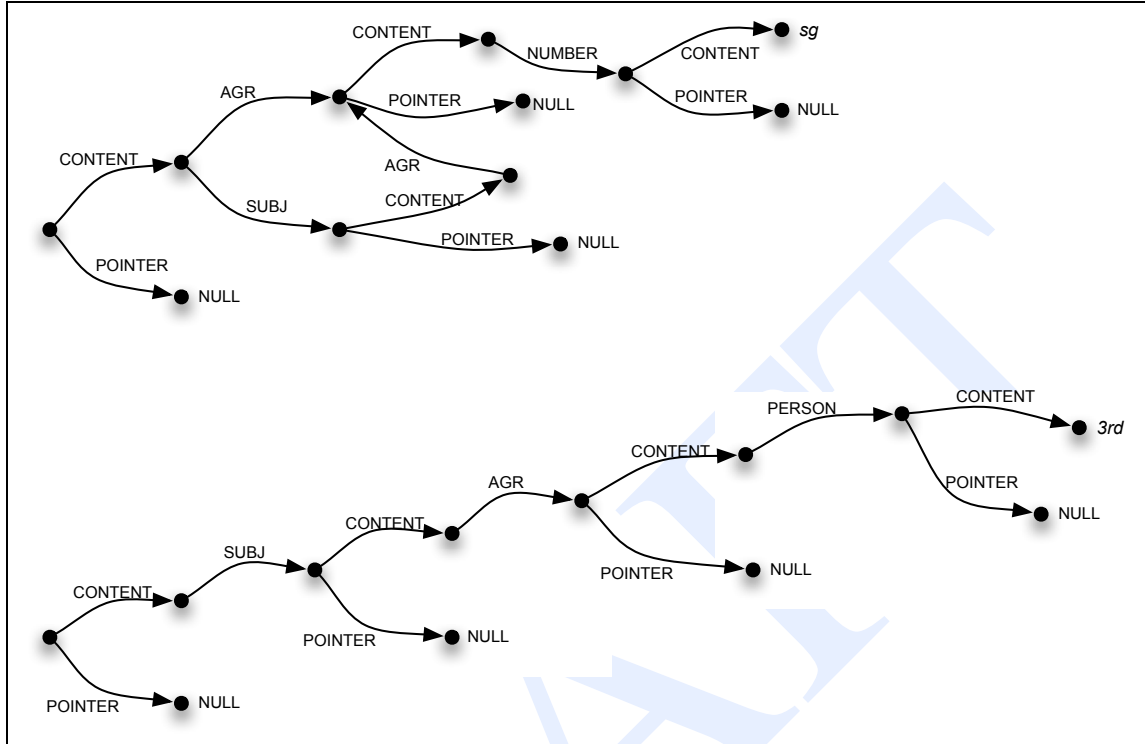 CONTENT sg
NUMBER CONTENT
AGR POINTER NULL POINTER NULL
CONTENT AGR
SUBJ CONTENT
POINTER NULL
POINTER NULL
CONTENT
PERSON 3rd
CONTENT
AGR POINTER NULL
CONTENT
SUBJ POINTER NULL
CONTENT
POINTER NULL
POINTER NULL